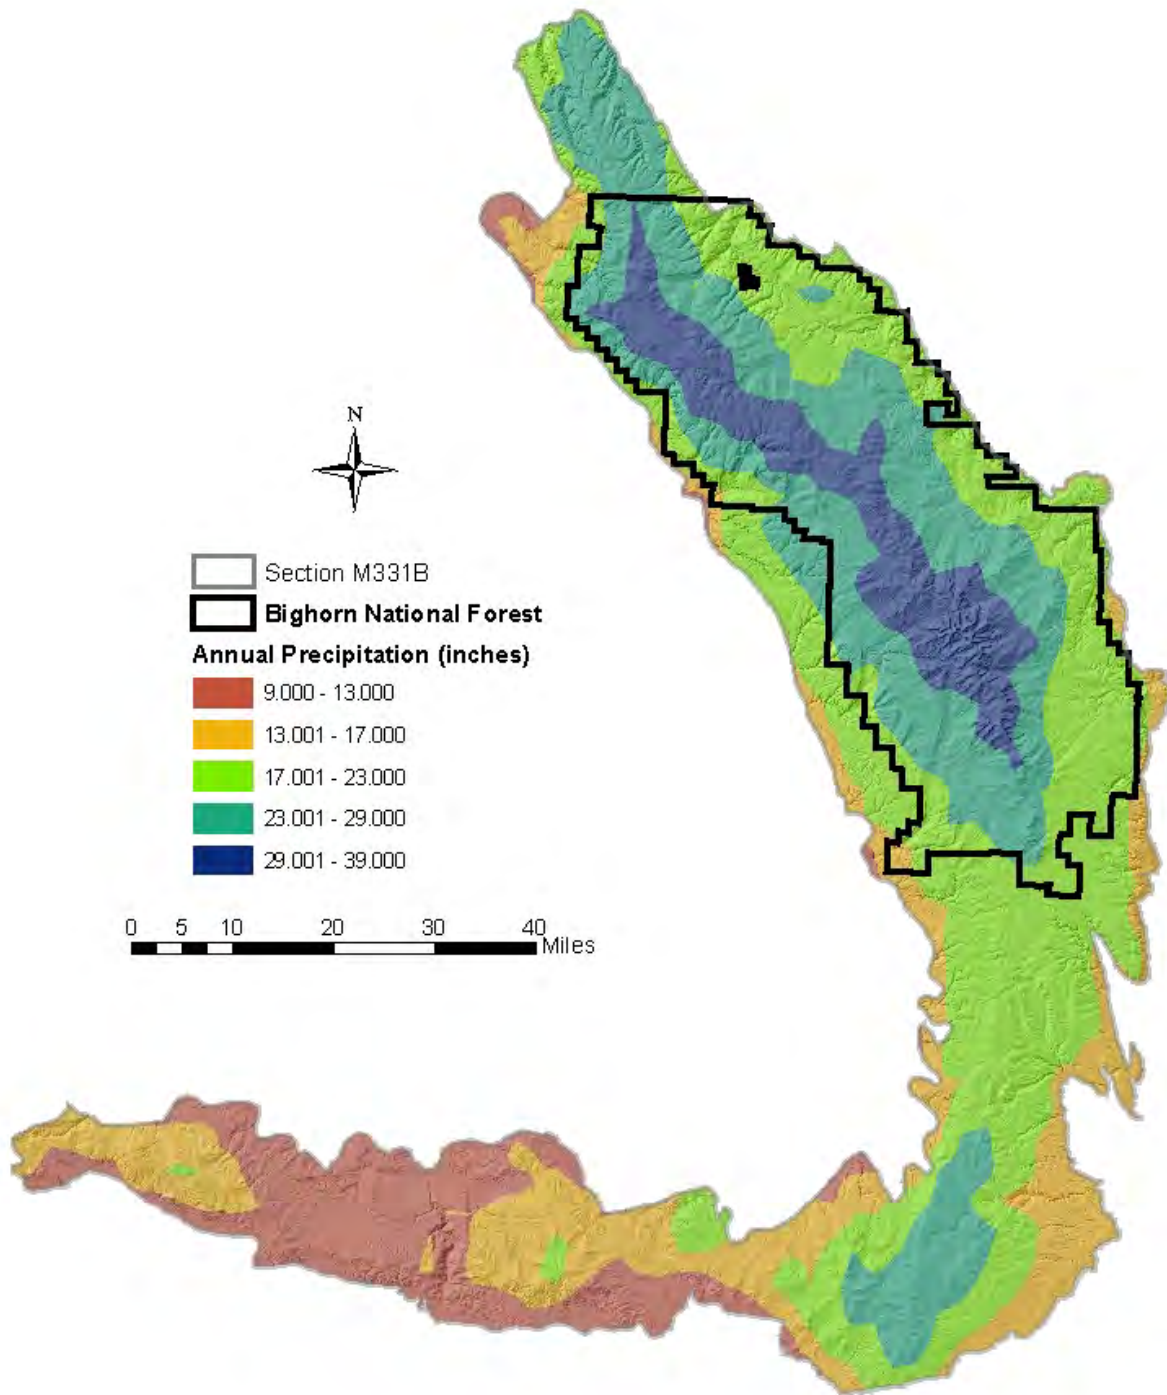 N
Section M331B
Bighorn National Forest
Annual Precipitation (inches)
9.000 - 13.000
13.001 - 17.000
17.001 - 23.000
23.001 - 29.000
29.001 - 39.000
0 5 10 20 30 40
Miles